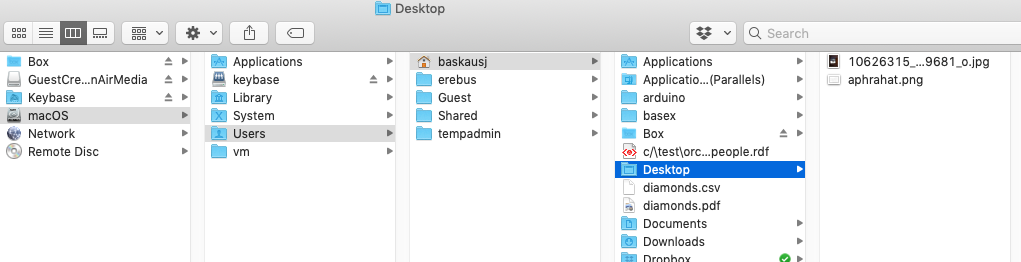 Desktop
Search
Box
GuestCre...nAirMedia
Keybase
macOS
Network
Remote Disc
Applications
keybase
Library
System
Users
vm
baskausj
erebus
Guest
Shared
tempadmin
Applications
Applicatio...(Parallels)
arduino
basex
Box
c/\test\orc...people.rdf
Desktop
diamonds.csv
diamonds.pdf
Documents
Downloads
Dropbox
10626315_...9681_o.jpg
aphrahat.png